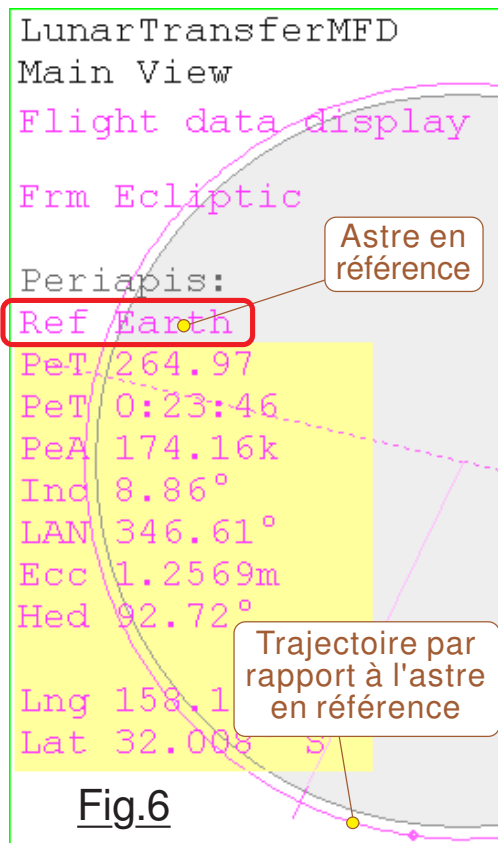 LunarTransferMFD
Main View
Flight data display
Frm Ecliptic
Astre en
référence
Periapis:
Ref Earth
PeT 264.97
PeT 0:23:46
PeA 174.16k
Inc 8.86°
LAN 346.61°
Ecc 1.2569m
Hed 92.72°
Trajectoire par
rapport à l'astre
en référence
Lng 158.1
Lat 32.008 S
Fig.6